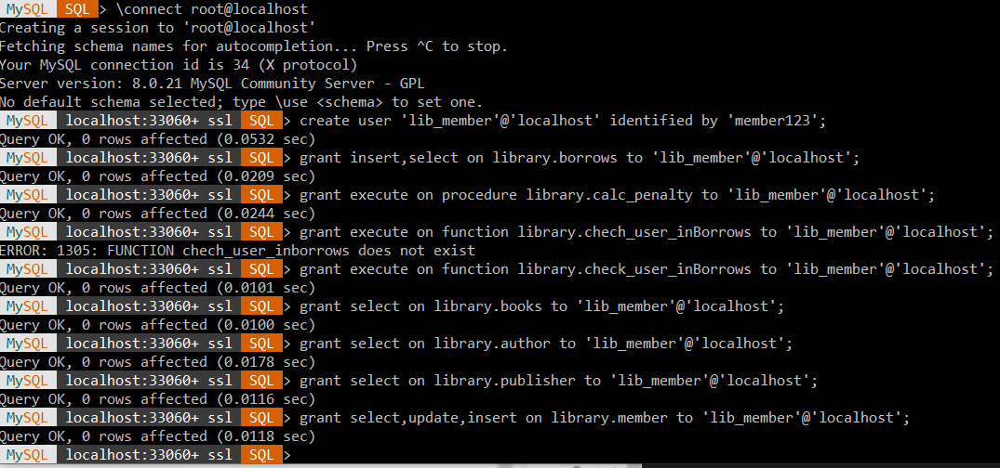 MySQL SQL > \connect root@localhost
Creating a session to 'root@localhost'
Fetching schema names for autocompletion... Press ^C to stop.
Your MySQL connection id is 34 (X protocol)
Server version: 8.0.21 MySQL Community Server - GPL
No default schema selected; type \use <schema> to set one.
MySQL localhost:33060+ ssl SQL > create user 'lib_member'@'localhost' identified by 'member123';
Query OK, 0 rows affected (0.0532 sec)
MySQL localhost:33060+ ssl SQL > grant insert,select on library.borrows to 'lib_member'@'localhost';
Query OK, 0 rows affected (0.0209 sec)
MySQL localhost:33060+ ssl SQL > grant execute on procedure library.calc_penalty to 'lib_member'@'localhost';
Query OK, 0 rows affected (0.0244 sec)
MySQL localhost:33060+ ssl SQL > grant execute on function library.chech_user_inBorrows to 'lib_member'@'localhost';
ERROR: 1305: FUNCTION chech_user_inborrows does not exist
MySQL localhost:33060+ ssl SQL > grant execute on function library.check_user_inBorrows to 'lib_member'@'localhost';
Query OK, 0 rows affected (0.0101 sec)
MySQL localhost:33060+ ssl SQL > grant select on library.books to 'lib_member'@'localhost';
Query OK, 0 rows affected (0.0100 sec)
MySQL localhost:33060+ ssl SQL > grant select on library.author to 'lib_member'@'localhost';
Query OK, 0 rows affected (0.0178 sec)
MySQL localhost:33060+ ssl SQL > grant select on library.publisher to 'lib_member'@'localhost';
Query OK, 0 rows affected (0.0116 sec)
MySQL localhost:33060+ ssl SQL > grant select,update,insert on library.member to 'lib_member'@'localhost';
Query OK, 0 rows affected (0.0118 sec)
MySQL localhost:33060+ ssl SQL >